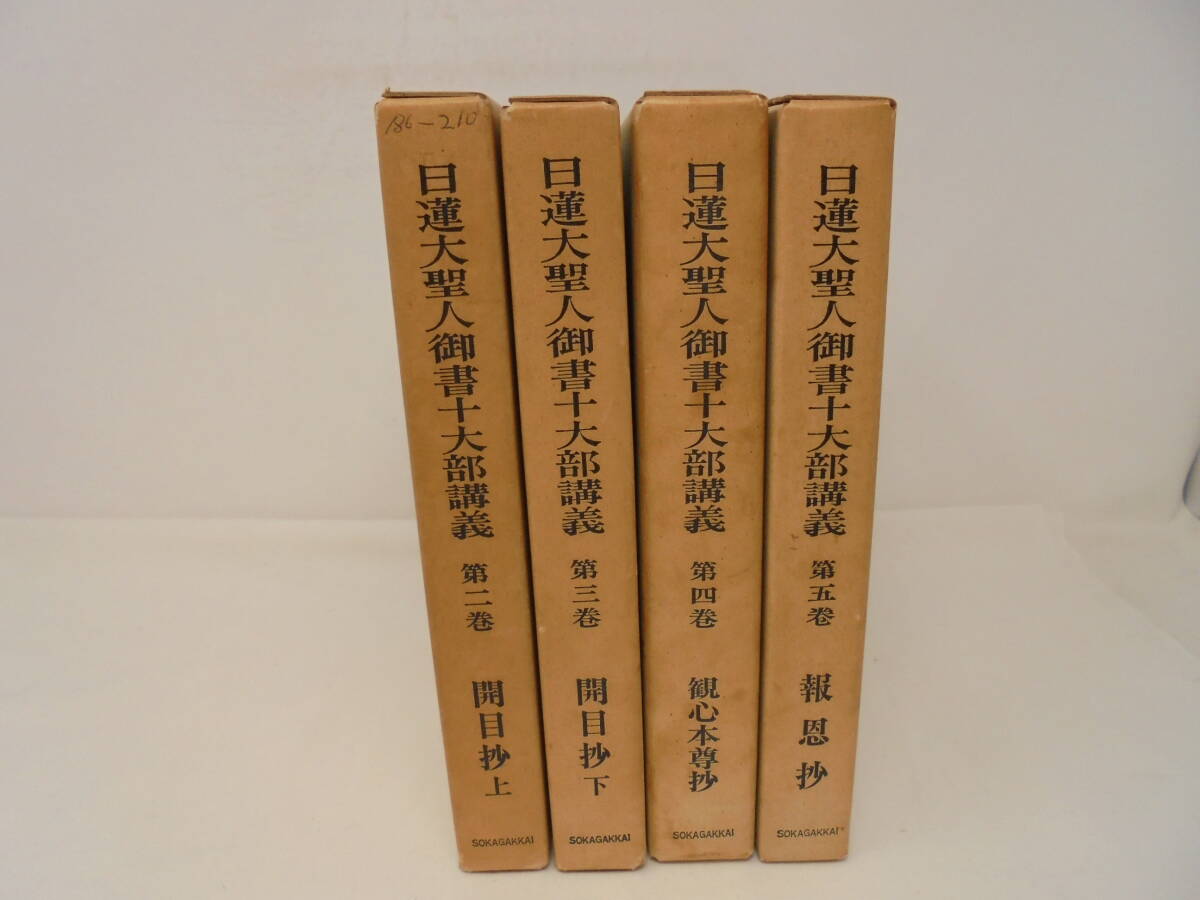 186-210
日蓮大聖人御書十大部講義 第二巻 開目抄 上
SOKAGAKKAI
日蓮大聖人御書十大部講義 第三巻 開目抄 下
SOKAGAKKAI
日蓮大聖人御書十大部講義 第四巻 観心本尊抄
SOKAGAKKAI
日蓮大聖人御書十大部講義 第五巻 報恩抄
SOKAGAKKAI